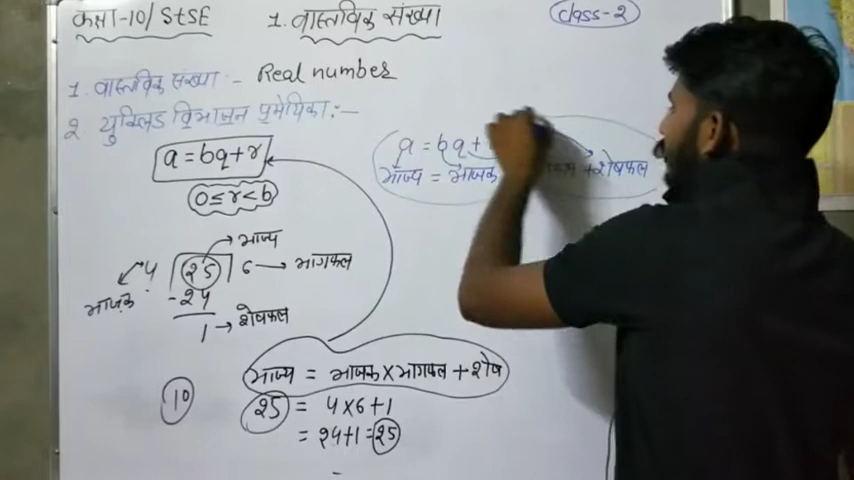 कक्षा-10/StSE
1. वास्तविक संख्या
class-2
1. वास्तविक संख्या :- Real number
2. युक्लिड विभाजन प्रमेयिका :-
a = bq + r
0 ≤ r < b
a = bq +
भाज्य = भाजक + शेषफल
भाज्य
4 25 6 → भागफल
भाजक
-24
1 → शेषफल
भाज्य = भाजक × भागफल + शेष
10
25 = 4 × 6 + 1
= 24 + 1 = 25
=